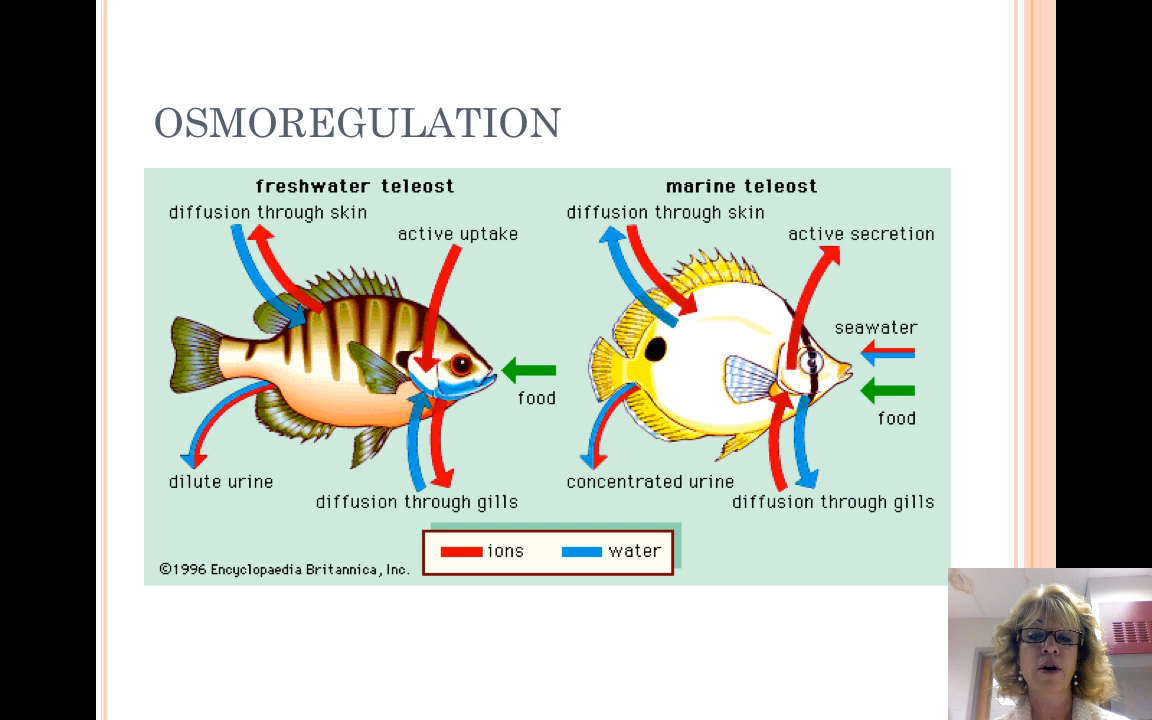 OSMOREGULATION
freshwater teleost
diffusion through skin
active uptake
food
dilute urine
diffusion through gills
marine teleost
diffusion through skin
active secretion
seawater
food
concentrated urine
diffusion through gills
ions
water
©1996 Encyclopaedia Britannica, Inc.